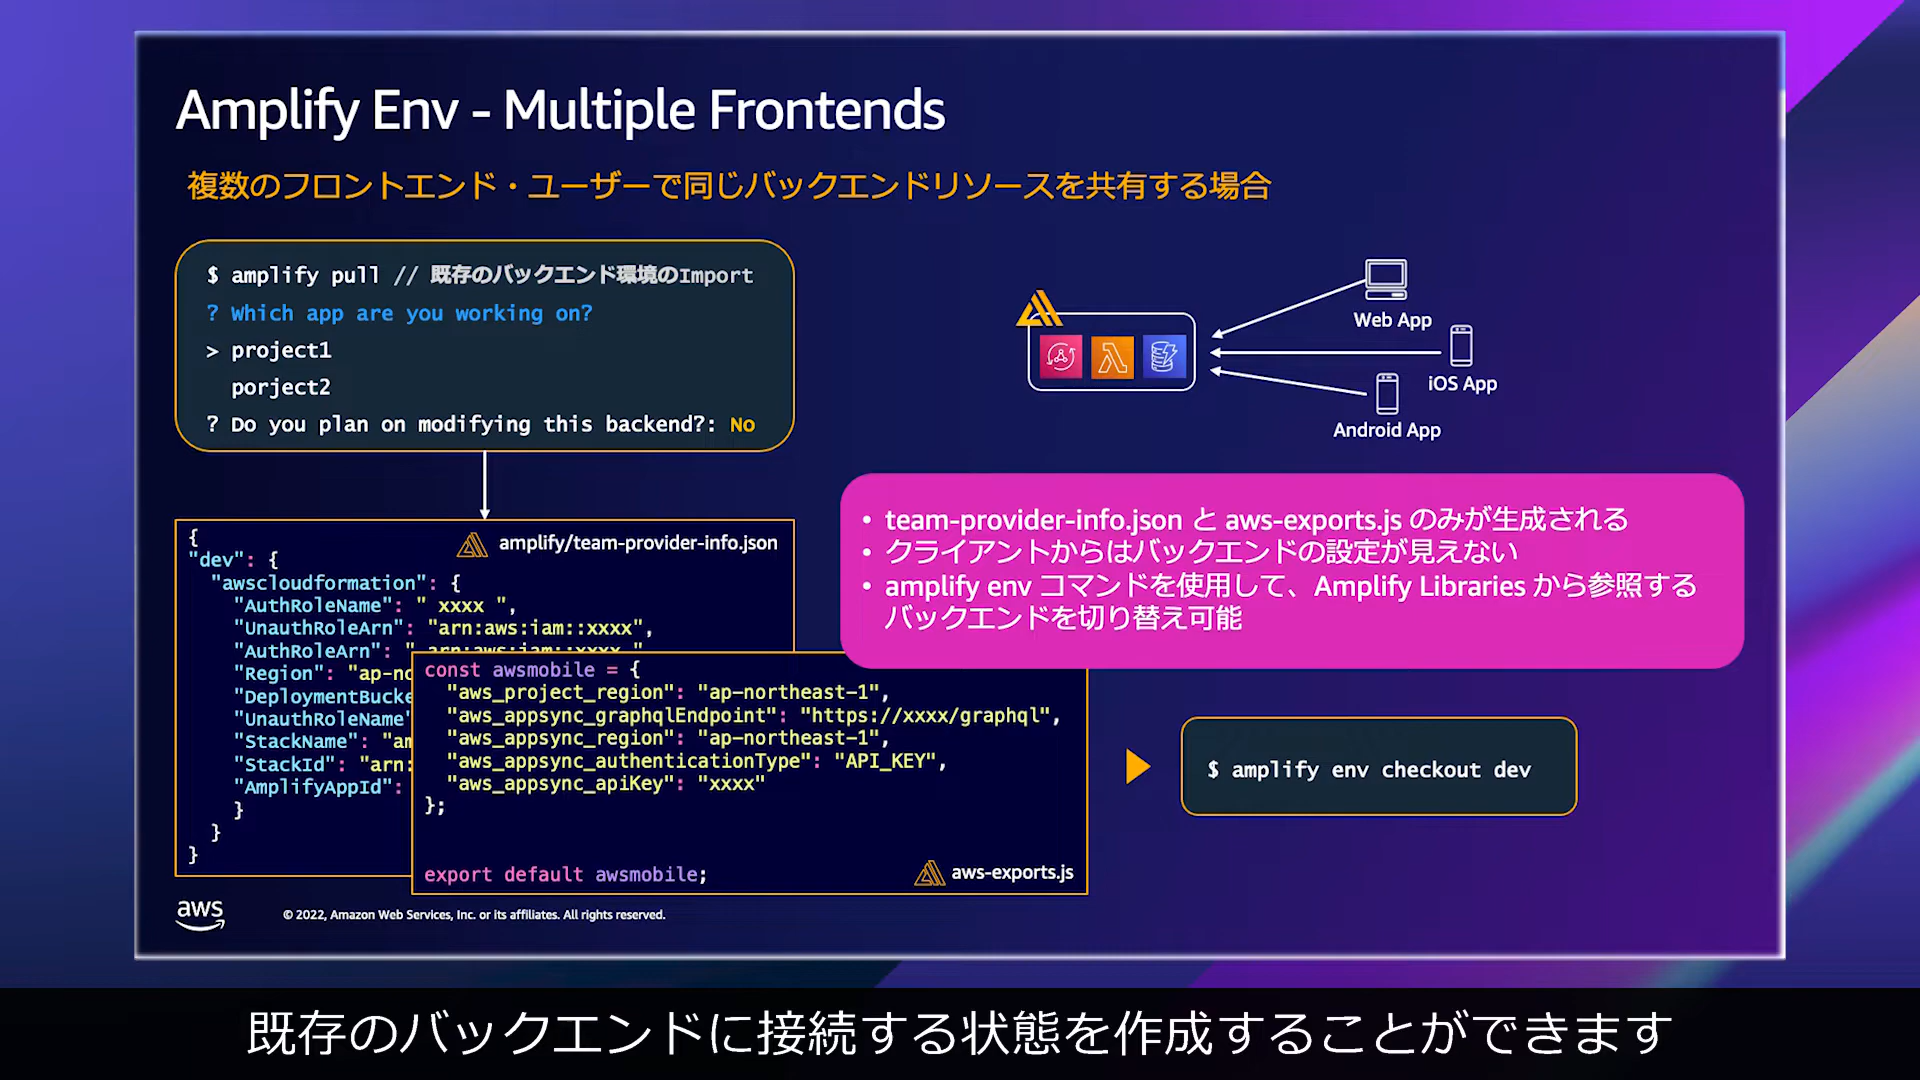 Amplify Env - Multiple Frontends
複数のフロントエンド・ユーザーで同じバックエンドリソースを共有する場合
$ amplify pull // 既存のバックエンド環境のImport
? Which app are you working on?
> project1
porject2
? Do you plan on modifying this backend?: No
Web App
iOS App
Android App
• team-provider-info.json と aws-exports.js のみが生成される
• クライアントからはバックエンドの設定が見えない
• amplify env コマンドを使用して、Amplify Libraries から参照する
バックエンドを切り替え可能
amplify/team-provider-info.json
{
"dev": {
"awscloudformation": {
"AuthRoleName": " xxxx ",
"UnauthRoleArn": "arn:aws:iam::xxxx",
"AuthRoleArn": " arn:aws:iam::xxxx "
"Region": "ap-no
"DeploymentBucke
"UnauthRoleName"
"StackName": "am
"StackId": "arn:
"AmplifyAppId":
}
}
}
const awsmobile = {
"aws_project_region": "ap-northeast-1",
"aws_appsync_graphqlEndpoint": "https://xxxx/graphql",
"aws_appsync_region": "ap-northeast-1",
"aws_appsync_authenticationType": "API_KEY",
"aws_appsync_apiKey": "xxxx"
};
export default awsmobile;
aws-exports.js
$ amplify env checkout dev
aws
© 2022, Amazon Web Services, Inc. or its affiliates. All rights reserved.
既存のバックエンドに接続する状態を作成することができます